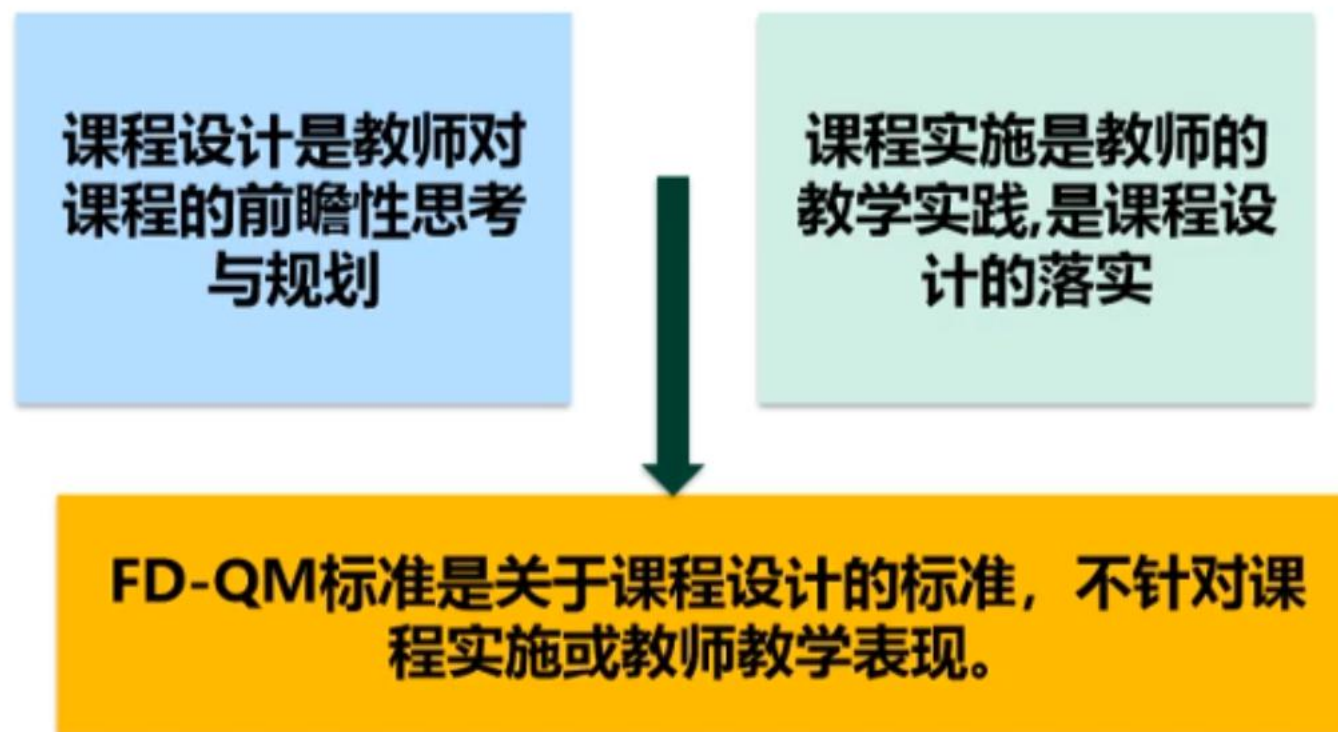 课程设计是教师对
课程的前瞻性思考
与规划
课程实施是教师的
教学实践,是课程设
计的落实
FD-QM标准是关于课程设计的标准，不针对课
程实施或教师教学表现。